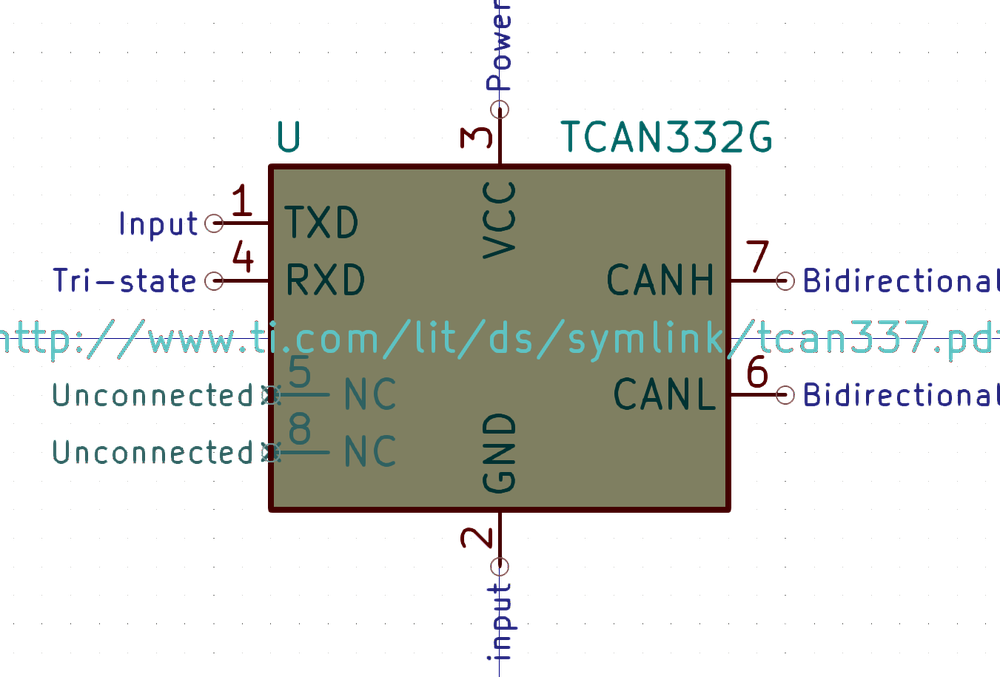 Power
3
U
TCAN332G
1
Input
TXD
VCC
4
Tri-state
RXD
CANH
7
Bidirectional
http://www.ti.com/lit/ds/symlink/tcan337.pd
5
Unconnected
NC
CANL
6
Bidirectional
8
Unconnected
NC
GND
2
input